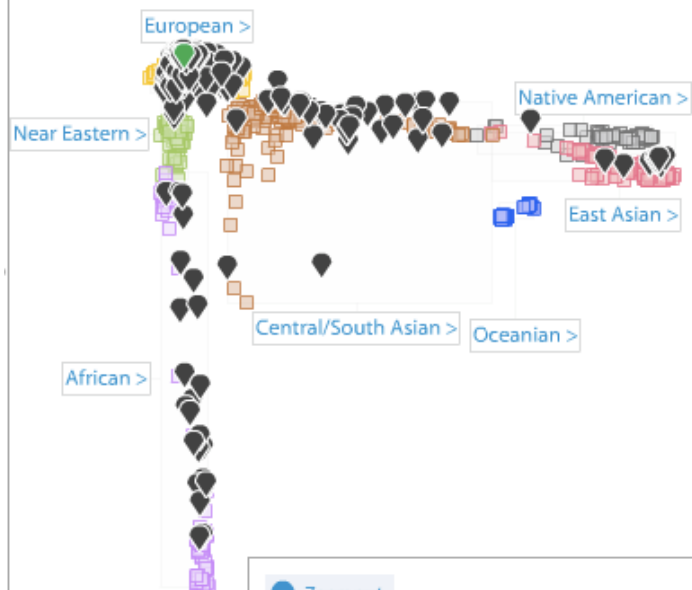 European >
Native American >
Near Eastern >
East Asian >
Central/South Asian >
Oceanian >
African >